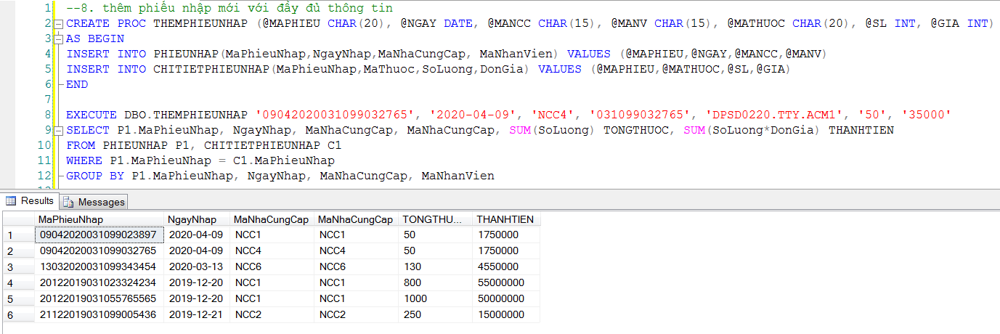 1 --8. thêm phiếu nhập mới với đầy đủ thông tin
2 CREATE PROC THEMPHIEUNHAP (@MAPHIEU CHAR(20), @NGAY DATE, @MANCC CHAR(15), @MANV CHAR(15), @MATHUOC CHAR(20), @SL INT, @GIA INT)
3 AS BEGIN
4 INSERT INTO PHIEUNHAP(MaPhieuNhap,NgayNhap,MaNhaCungCap, MaNhanVien) VALUES (@MAPHIEU,@NGAY,@MANCC,@MANV)
5 INSERT INTO CHITIETPHIEUNHAP(MaPhieuNhap,MaThuoc,SoLuong,DonGia) VALUES (@MAPHIEU,@MATHUOC,@SL,@GIA)
6 END
7
8 EXECUTE DBO.THEMPHIEUNHAP '09042020031099032765', '2020-04-09', 'NCC4', '031099032765', 'DPSD0220.TTY.ACM1', '50', '35000'
9 SELECT P1.MaPhieuNhap, NgayNhap, MaNhaCungCap, MaNhaCungCap, SUM(SoLuong) TONGTHUOC, SUM(SoLuong*DonGia) THANHTIEN
10 FROM PHIEUNHAP P1, CHITIETPHIEUNHAP C1
11 WHERE P1.MaPhieuNhap = C1.MaPhieuNhap
12 GROUP BY P1.MaPhieuNhap, NgayNhap, MaNhaCungCap, MaNhanVien
Results Messages
MaPhieuNhap NgayNhap MaNhaCungCap MaNhaCungCap TONGTHU... THANHTIEN
1 09042020031099023897 2020-04-09 NCC1 NCC1 50 1750000
2 09042020031099032765 2020-04-09 NCC4 NCC4 50 1750000
3 13032020031099343454 2020-03-13 NCC6 NCC6 130 4550000
4 20122019031023324234 2019-12-20 NCC1 NCC1 800 55000000
5 20122019031055765565 2019-12-20 NCC1 NCC1 1000 50000000
6 21122019031099005436 2019-12-21 NCC2 NCC2 250 15000000